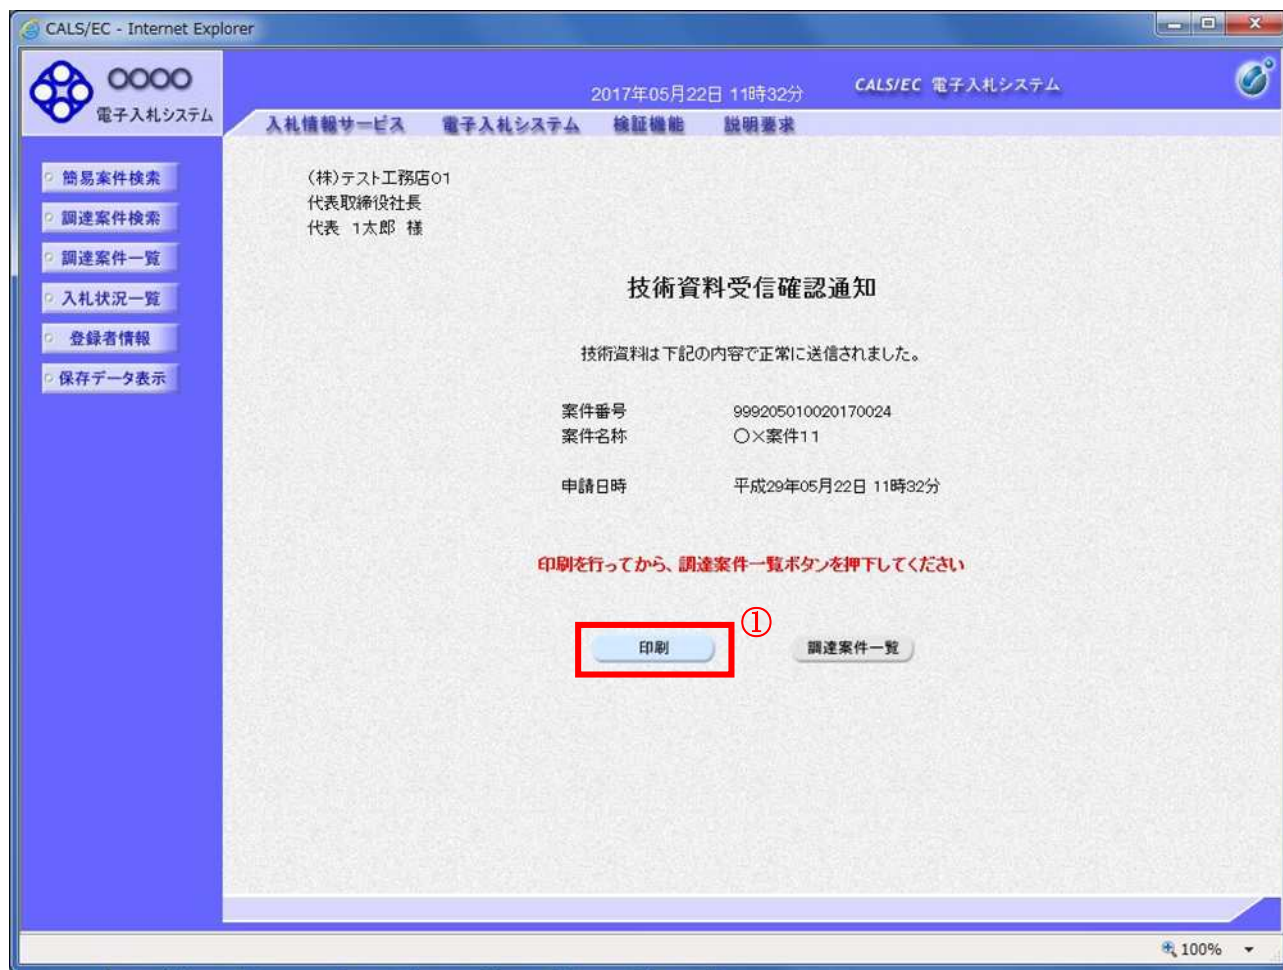 CALS/EC - Internet Explorer
〇〇〇〇
電子入札システム
2017年05月22日 11時32分
CALS/EC 電子入札システム
入札情報サービス 電子入札システム 検証機能 説明要求
簡易案件検索
調達案件検索
調達案件一覧
入札状況一覧
登録者情報
保存データ表示
(株)テスト工務店01
代表取締役社長
代表 1太郎 様
技術資料受信確認通知
技術資料は下記の内容で正常に送信されました。
案件番号 999205010020170024
案件名称 〇×案件11
申請日時 平成29年05月22日 11時32分
印刷を行ってから、調達案件一覧ボタンを押下してください
①
印刷 調達案件一覧
100%